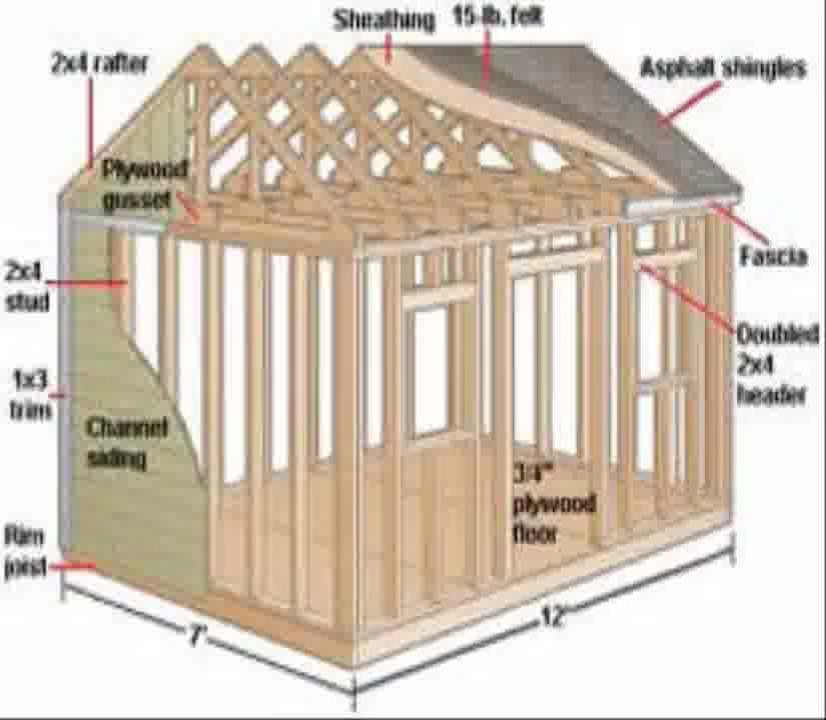 Sheathing
15-lb. felt
2x4 rafter
Asphalt shingles
Plywood
gusset
Fascia
2x4
stud
Doubled
2x4
header
1x3
trim
Channel
siding
3/4"
plywood
floor
Rim
joist
7'
12'